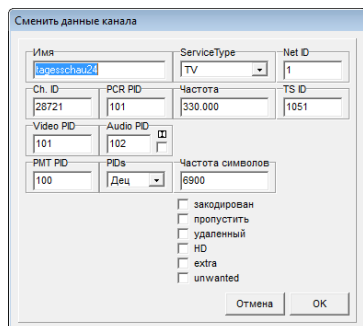 Сменить данные канала
Имя ServiceType Net ID
tagesschau24 TV 1
Ch. ID PCR PID Частота TS ID
28721 101 330.000 1051
Video PID Audio PID
101 102
PMT PID PIDs Частота символов
100 Дец 6900
закодирован
пропустить
удаленный
HD
extra
unwanted
Отмена OK